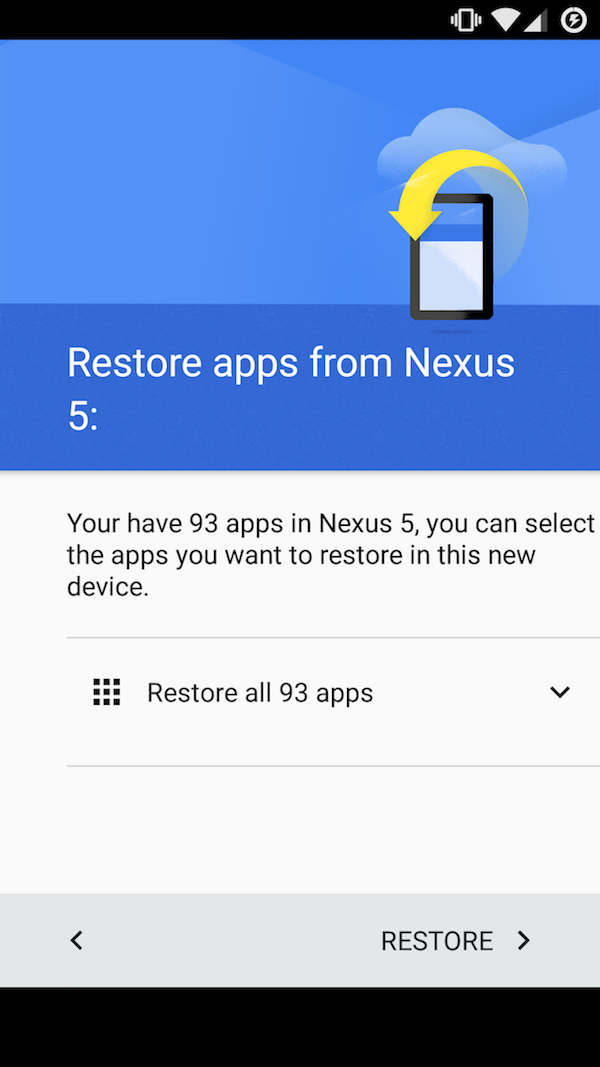 Restore apps from Nexus
5:
Your have 93 apps in Nexus 5, you can select
the apps you want to restore in this new
device.
Restore all 93 apps
RESTORE